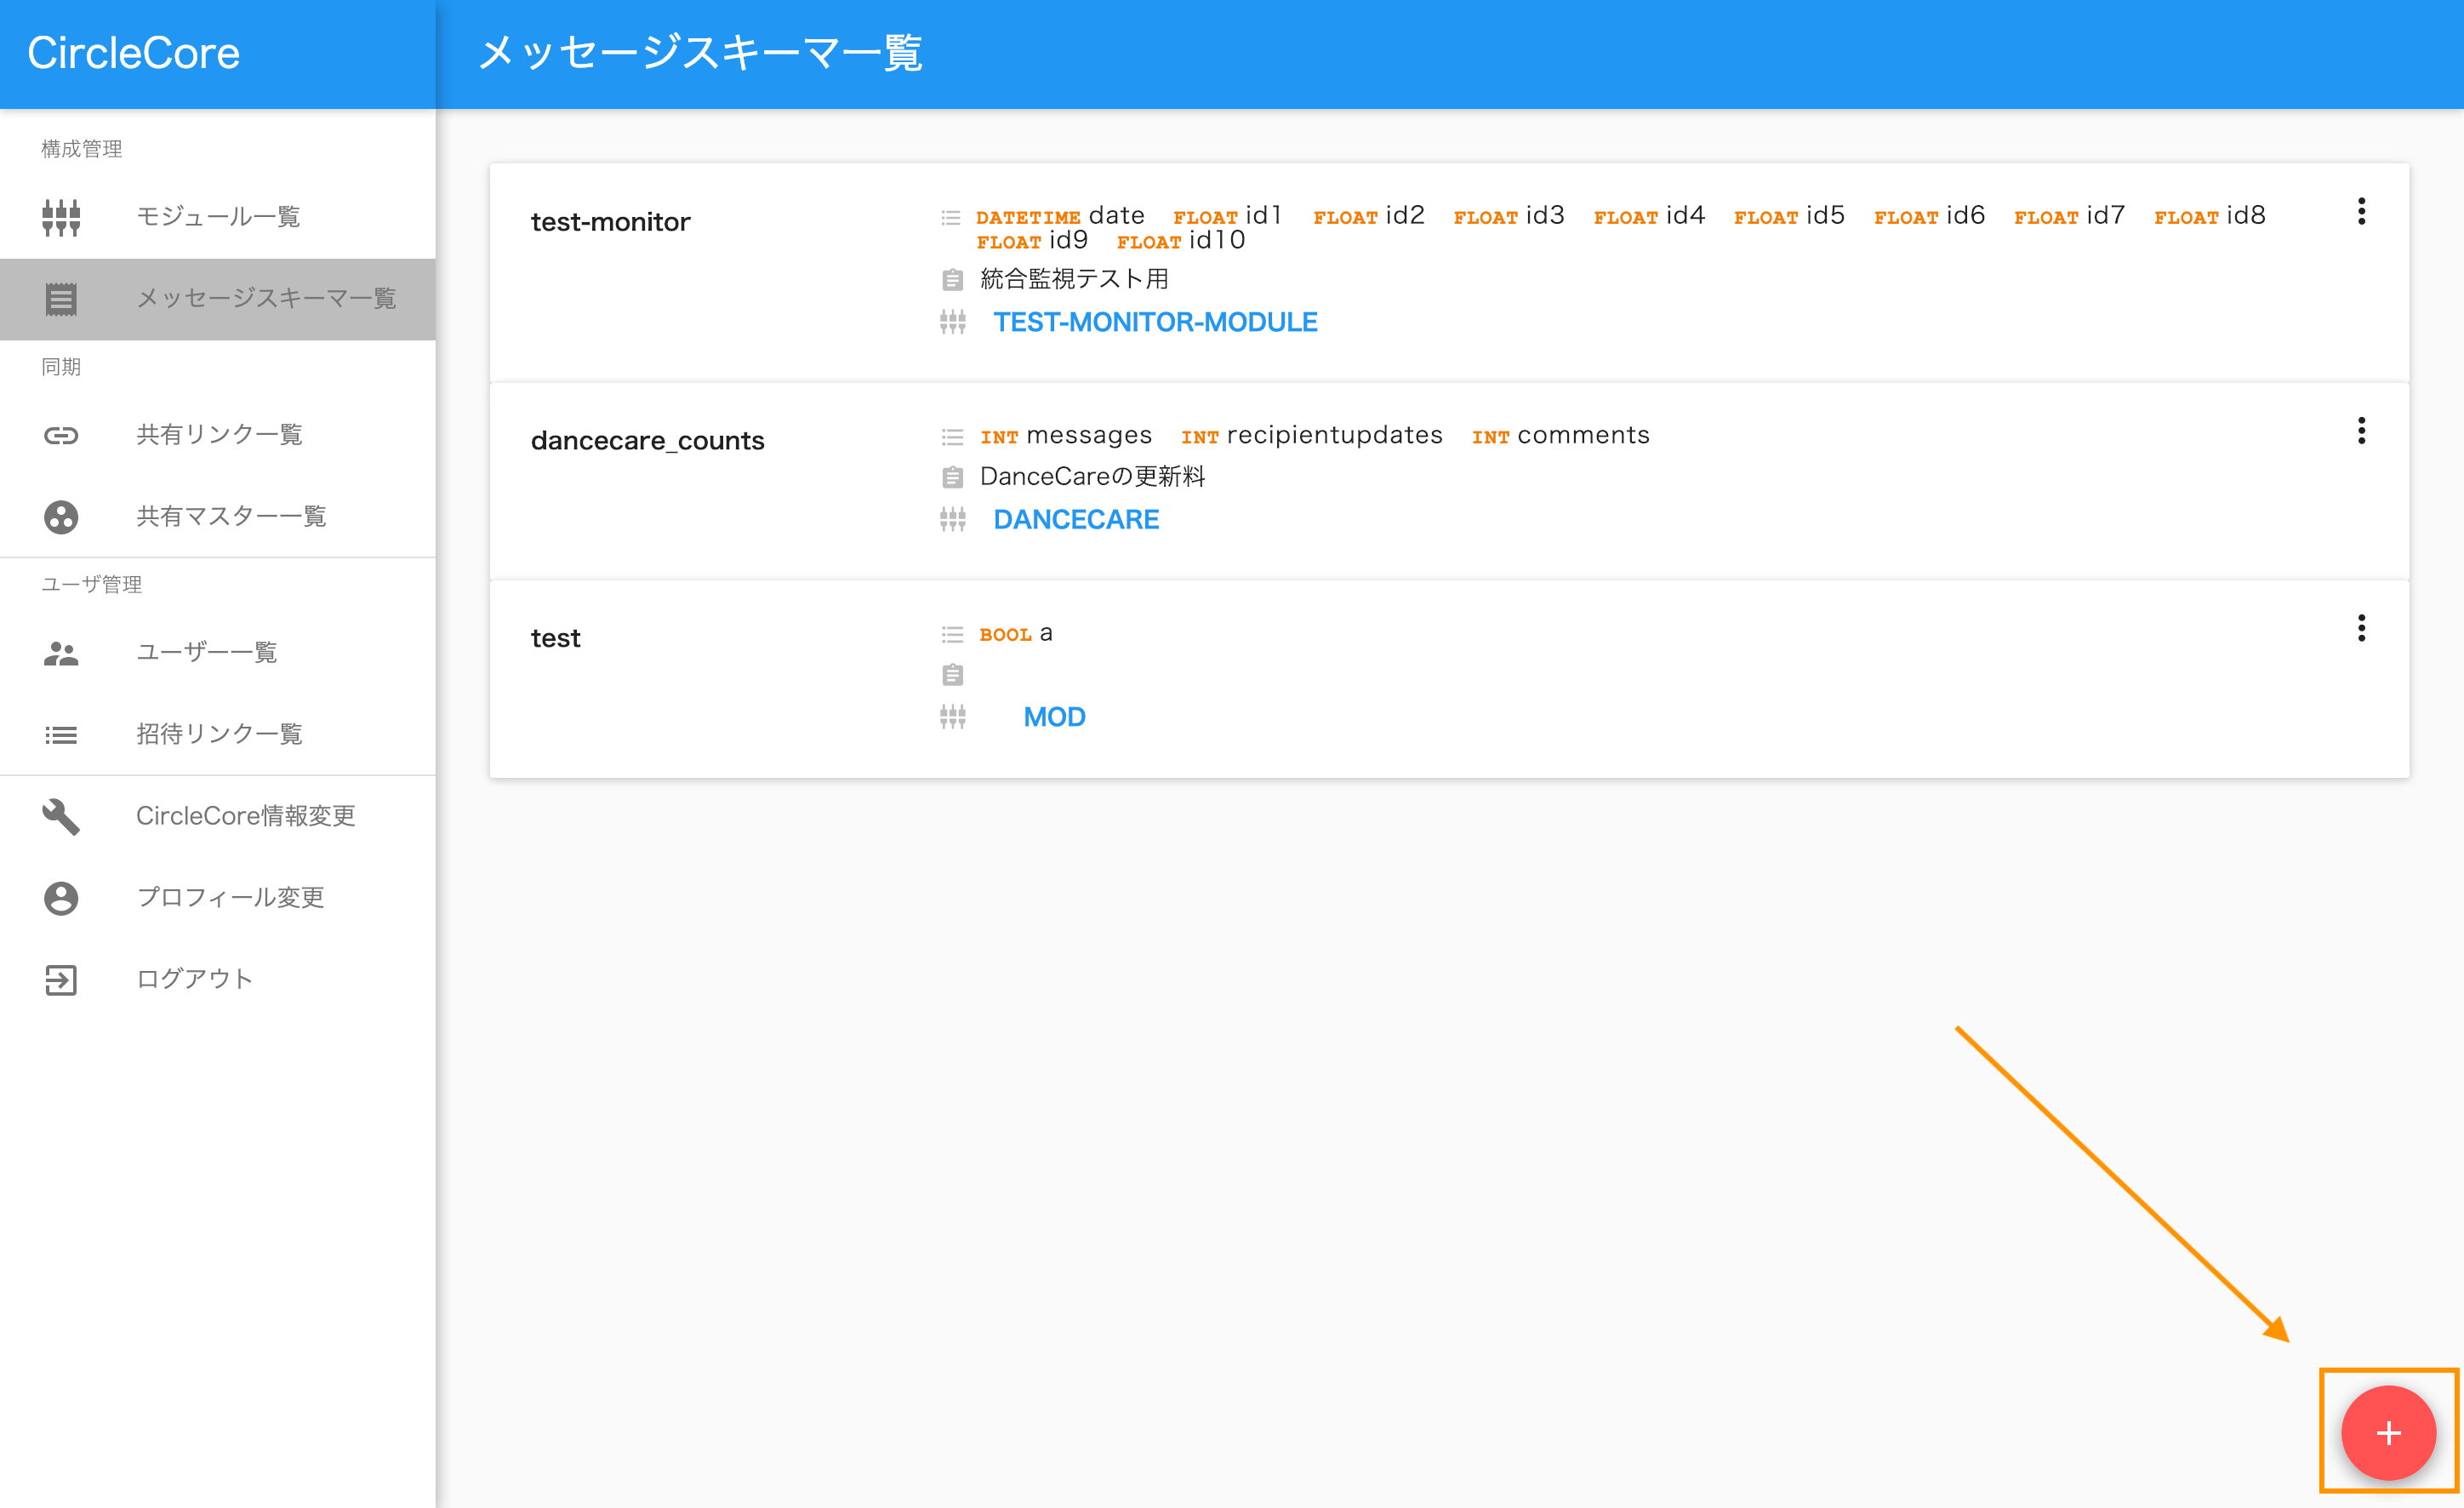 CircleCore
メッセージスキーマ一覧
構成管理
モジュール一覧
メッセージスキーマ一覧
同期
共有リンク一覧
共有マスター一覧
ユーザ管理
ユーザー一覧
招待リンク一覧
CircleCore情報変更
プロフィール変更
ログアウト
test-monitor
DATETIME date FLOAT id1 FLOAT id2 FLOAT id3 FLOAT id4 FLOAT id5 FLOAT id6 FLOAT id7 FLOAT id8
FLOAT id9 FLOAT id10
統合監視テスト用
TEST-MONITOR-MODULE
dancecare_counts
INT messages INT recipientupdates INT comments
DanceCareの更新料
DANCECARE
test
BOOL a
MOD